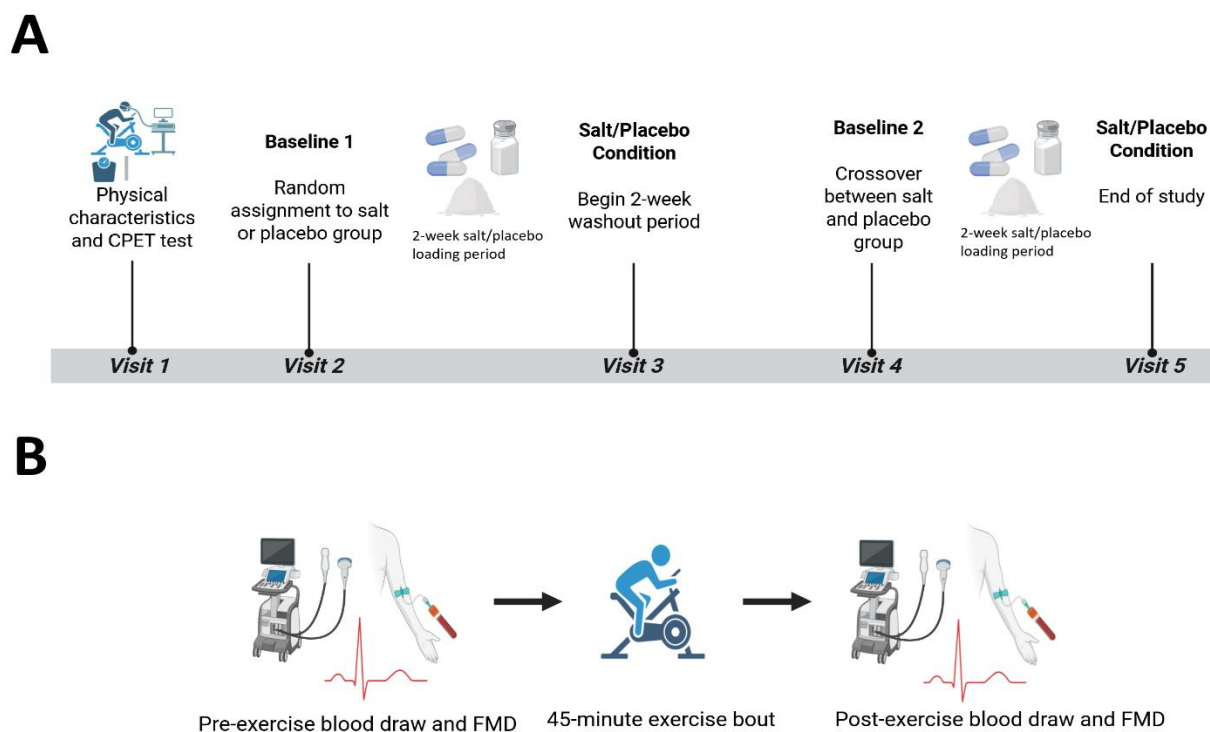 A
Physical
characteristics
and CPET test
Baseline 1
Random
assignment to salt
or placebo group
2-week salt/placebo
loading period
Salt/Placebo
Condition
Begin 2-week
washout period
Baseline 2
Crossover
between salt
and placebo
group
2-week salt/placebo
loading period
Salt/Placebo
Condition
End of study
Visit 1
Visit 2
Visit 3
Visit 4
Visit 5
B
Pre-exercise blood draw and FMD
45-minute exercise bout
Post-exercise blood draw and FMD